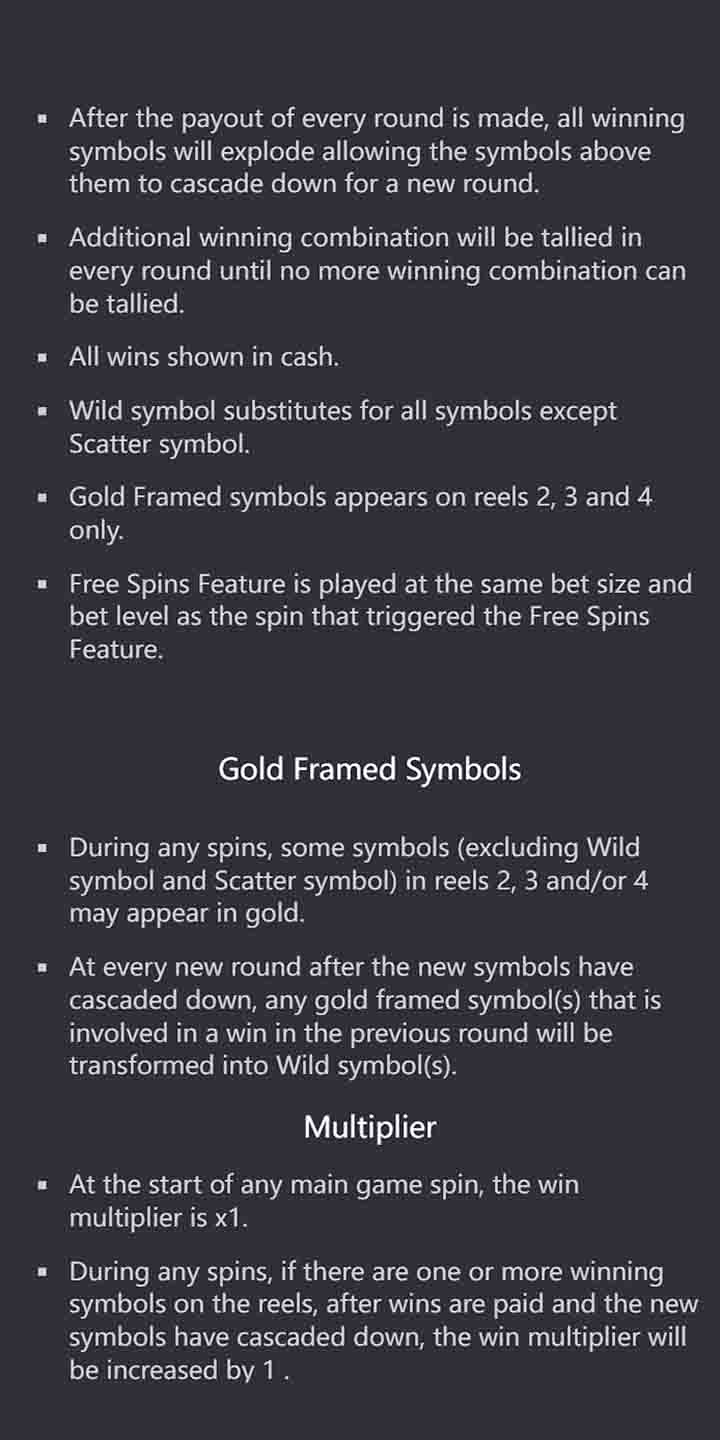 ▪ After the payout of every round is made, all winning
symbols will explode allowing the symbols above
them to cascade down for a new round.
▪ Additional winning combination will be tallied in
every round until no more winning combination can
be tallied.
▪ All wins shown in cash.
▪ Wild symbol substitutes for all symbols except
Scatter symbol.
▪ Gold Framed symbols appears on reels 2, 3 and 4
only.
▪ Free Spins Feature is played at the same bet size and
bet level as the spin that triggered the Free Spins
Feature.
Gold Framed Symbols
▪ During any spins, some symbols (excluding Wild
symbol and Scatter symbol) in reels 2, 3 and/or 4
may appear in gold.
▪ At every new round after the new symbols have
cascaded down, any gold framed symbol(s) that is
involved in a win in the previous round will be
transformed into Wild symbol(s).
Multiplier
▪ At the start of any main game spin, the win
multiplier is x1.
▪ During any spins, if there are one or more winning
symbols on the reels, after wins are paid and the new
symbols have cascaded down, the win multiplier will
be increased by 1 .